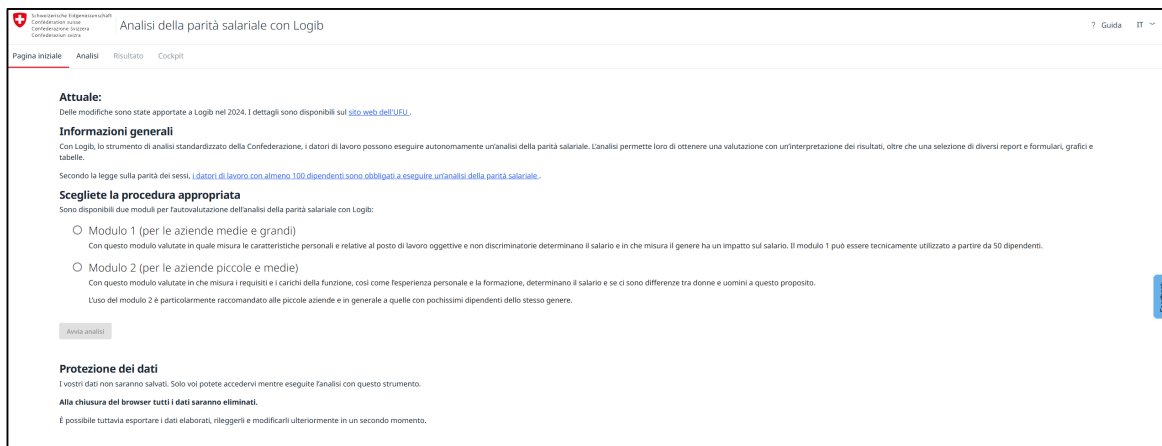 Schweizerische Eidgenossenschaft
Confédération suisse
Confederazione Svizzera
Confederaziun svizra
Analisi della parità salariale con Logib
? Guida IT
Pagina iniziale Analisi Risultato Cockpit
Attuale:
Delle modifiche sono state apportate a Logib nel 2024. I dettagli sono disponibili sul sito web dell'UFU .
Informazioni generali
Con Logib, lo strumento di analisi standardizzato della Confederazione, i datori di lavoro possono eseguire autonomamente un'analisi della parità salariale. L'analisi permette loro di ottenere una valutazione con un'interpretazione dei risultati, oltre che una selezione di diversi report e formulari, grafici e
tabelle.
Secondo la legge sulla parità dei sessi, i datori di lavoro con almeno 100 dipendenti sono obbligati a eseguire un'analisi della parità salariale .
Scegliete la procedura appropriata
Sono disponibili due moduli per l'autovalutazione dell'analisi della parità salariale con Logib:
Modulo 1 (per le aziende medie e grandi)
Con questo modulo valutate in quale misura le caratteristiche personali e relative al posto di lavoro oggettive e non discriminatorie determinano il salario e in che misura il genere ha un impatto sul salario. Il modulo 1 può essere tecnicamente utilizzato a partire da 50 dipendenti.
Modulo 2 (per le aziende piccole e medie)
Con questo modulo valutate in che misura i requisiti e i carichi della funzione, così come l'esperienza personale e la formazione, determinano il salario e se ci sono differenze tra donne e uomini a questo proposito.
L'uso del modulo 2 è particolarmente raccomandato alle piccole aziende e in generale a quelle con pochissimi dipendenti dello stesso genere.
Avvia analisi
Protezione dei dati
I vostri dati non saranno salvati. Solo voi potete accedervi mentre eseguite l'analisi con questo strumento.
Alla chiusura del browser tutti i dati saranno eliminati.
È possibile tuttavia esportare i dati elaborati, rileggerli e modificarli ulteriormente in un secondo momento.